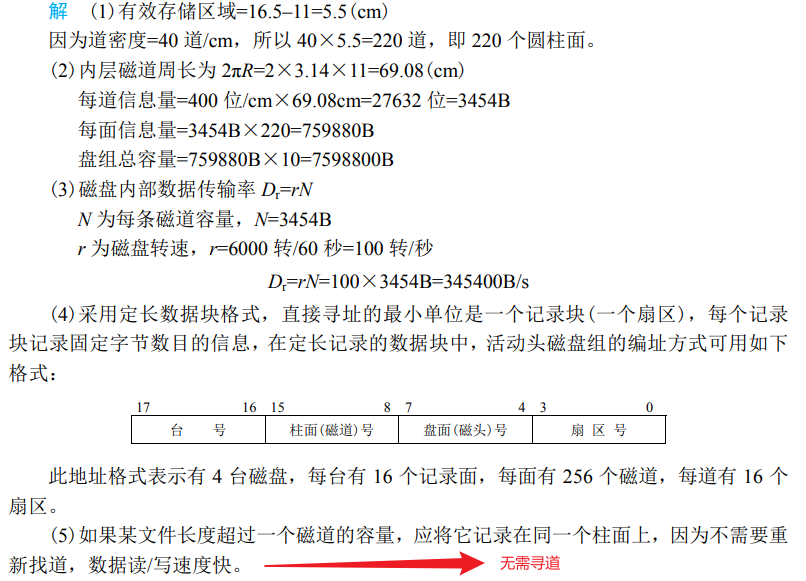 解 (1)有效存储区域=16.5–11=5.5(cm)
因为道密度=40 道/cm，所以 40×5.5=220 道，即 220 个圆柱面。
(2)内层磁道周长为 2πR=2×3.14×11=69.08(cm)
每道信息量=400 位/cm×69.08cm=27632 位=3454B
每面信息量=3454B×220=759880B
盘组总容量=759880B×10=7598800B
(3)磁盘内部数据传输率 Dr=rN
N 为每条磁道容量，N=3454B
r 为磁盘转速，r=6000 转/60 秒=100 转/秒
Dr=rN=100×3454B=345400B/s
(4)采用定长数据块格式，直接寻址的最小单位是一个记录块(一个扇区)，每个记录
块记录固定字节数目的信息，在定长记录的数据块中，活动头磁盘组的编址方式可用如下
格式：
17 16 15 8 7 4 3 0
台 号 柱面(磁道)号 盘面(磁头)号 扇 区 号
此地址格式表示有 4 台磁盘，每台有 16 个记录面，每面有 256 个磁道，每道有 16 个
扇区。
(5)如果某文件长度超过一个磁道的容量，应将它记录在同一个柱面上，因为不需要重
新找道，数据读/写速度快。 无需寻道